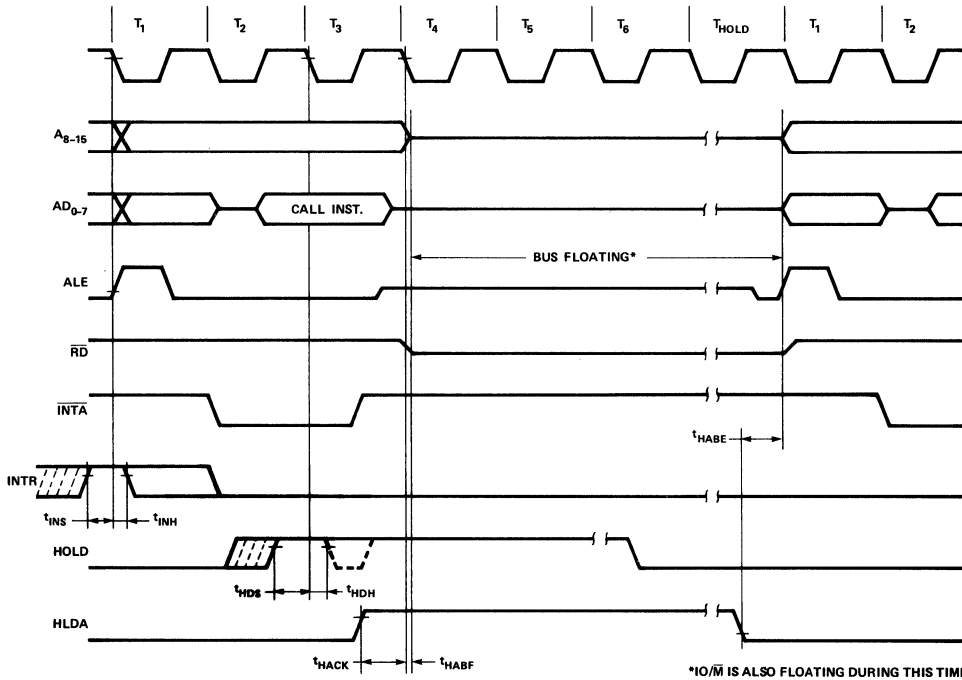 T1 T2 T3 T4 T5 T6 THOLD T1 T2
A8–15
AD0–7
CALL INST.
BUS FLOATING*
ALE
RD
INTA
tHABE
INTR
tINS
tINH
HOLD
tHDS
tHDH
HLDA
tHACK
tHABF
*IO/M IS ALSO FLOATING DURING THIS TIM